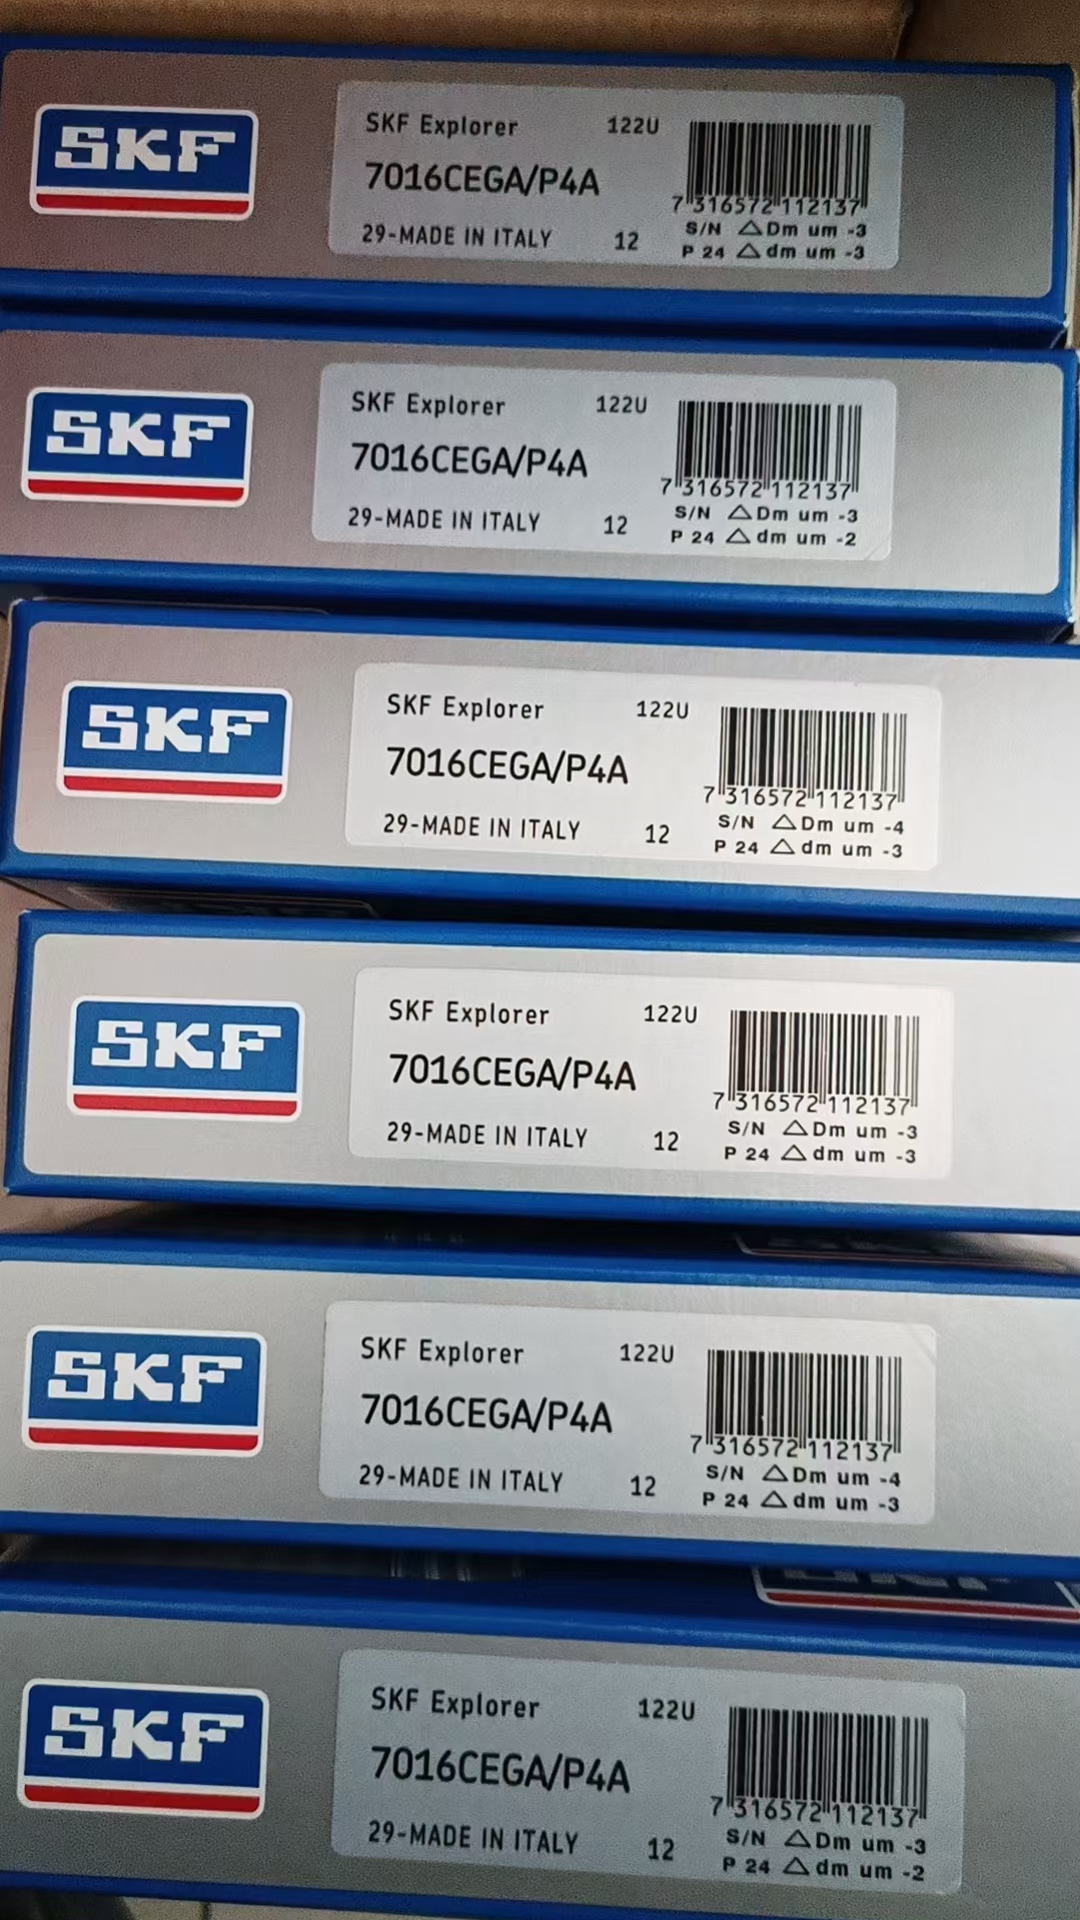 SKF
SKF Explorer 122U
7016CEGA/P4A
7 316572 112137
29-MADE IN ITALY 12
S/N △Dm um -3
P 24 △dm um -3
SKF
SKF Explorer 122U
7016CEGA/P4A
7 316572 112137
29-MADE IN ITALY 12
S/N △Dm um -3
P 24 △dm um -2
SKF
SKF Explorer 122U
7016CEGA/P4A
7 316572 112137
29-MADE IN ITALY 12
S/N △Dm um -4
P 24 △dm um -3
SKF
SKF Explorer 122U
7016CEGA/P4A
7 316572 112137
29-MADE IN ITALY 12
S/N △Dm um -3
P 24 △dm um -3
SKF
SKF Explorer 122U
7016CEGA/P4A
7 316572 112137
29-MADE IN ITALY 12
S/N △Dm um -4
P 24 △dm um -3
SKF
SKF Explorer 122U
7016CEGA/P4A
7 316572 112137
29-MADE IN ITALY 12
S/N △Dm um -3
P 24 △dm um -2